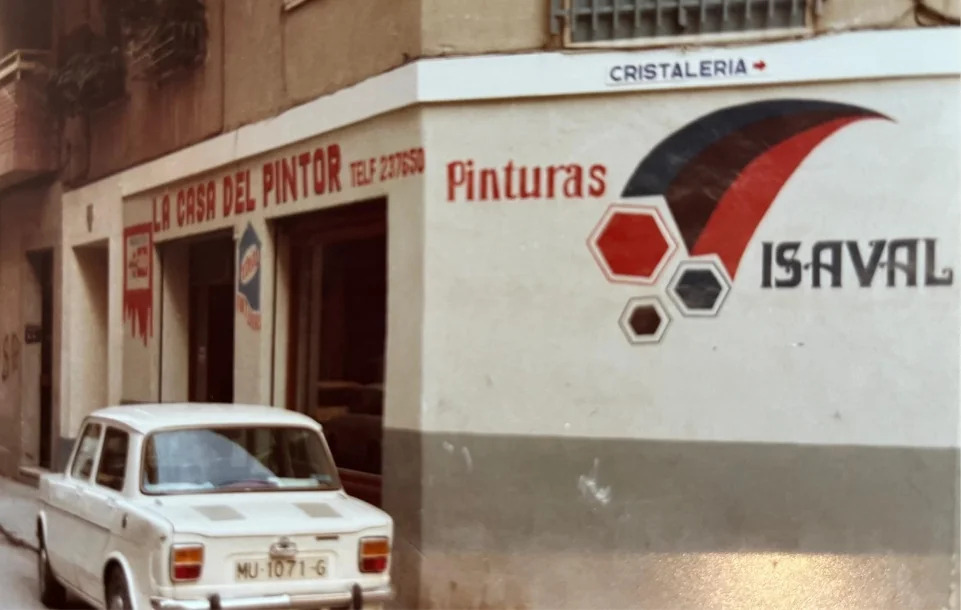 CRISTALERIA
LA CASA DEL PINTOR TELF 237650
Pinturas
IS-AVAL
MU-1071-G